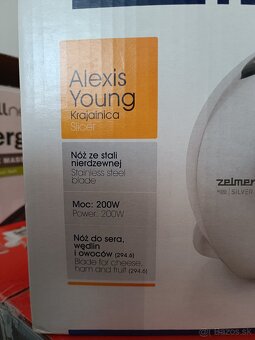 Alexis
Young
Krajalnica
Slicer
Nóż ze stali
nierdzewnej
Stainless steel
blade
Moc: 200W
Power: 200W
Nóż do sera,
wędlin
i owoców (294.6)
Blade for cheese,
ham and fruit (294.6)
zelmer
SILVER
bazos.sk